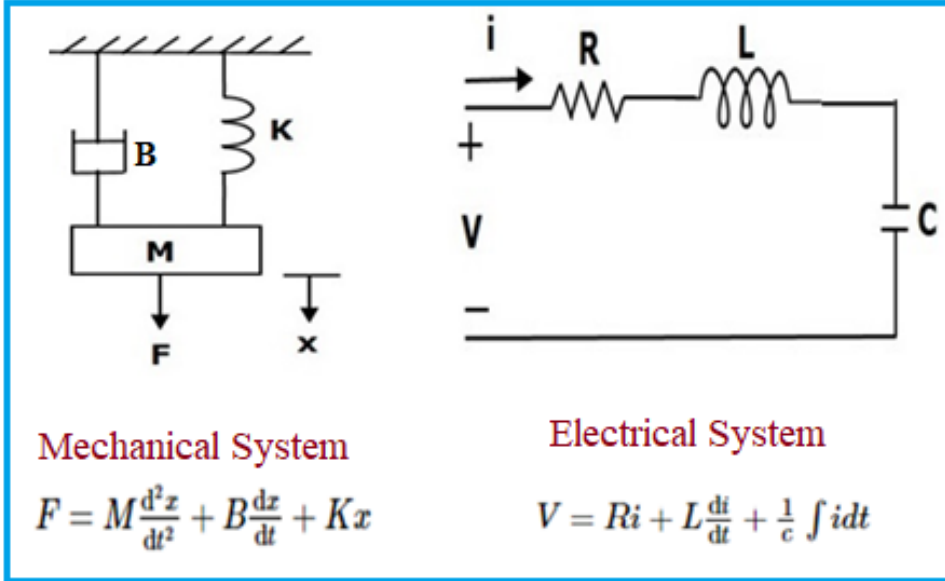 B
K
M
F
x
i
R
L
+
V
−
C
Mechanical System
F = M d²x/dt² + B dx/dt + Kx
Electrical System
V = Ri + L di/dt + 1/c ∫ idt